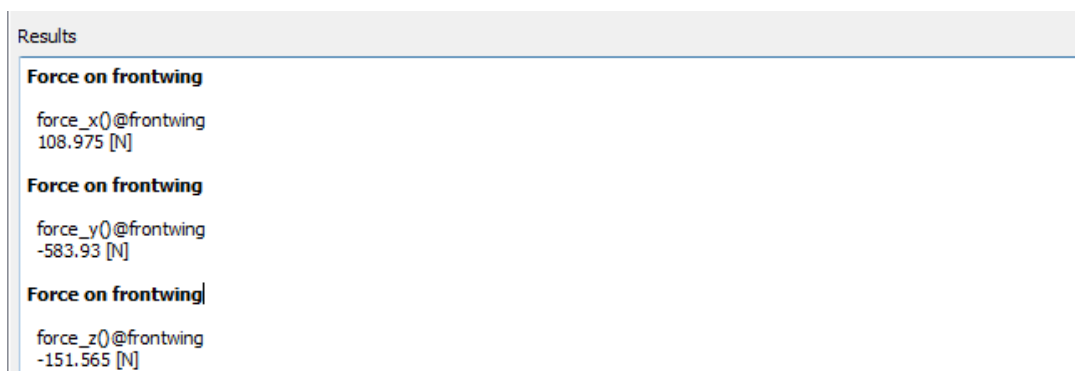 Results
Force on frontwing
force_x()@frontwing
108.975 [N]
Force on frontwing
force_y()@frontwing
-583.93 [N]
Force on frontwing
force_z()@frontwing
-151.565 [N]